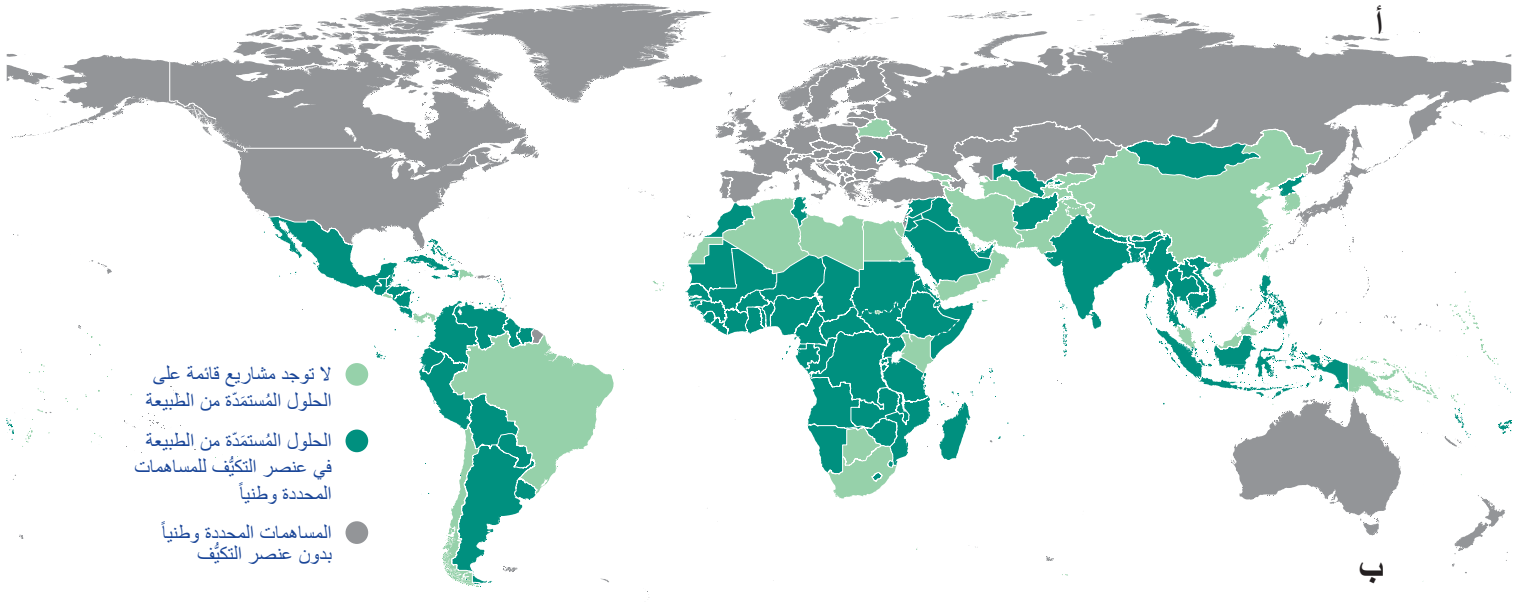 أ
لا توجد مشاريع قائمة على
الحلول المُستمَدّة من الطبيعة
الحلول المُستمَدّة من الطبيعة
في عنصر التكيُّف للمساهمات
المحددة وطنياً
المساهمات المحددة وطنياً
بدون عنصر التكيُّف
ب